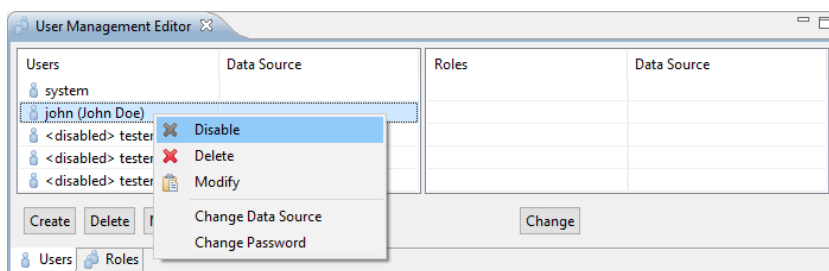 User Management Editor
Users Data Source Roles Data Source
system
john (John Doe)
Disable
<disabled> tester
Delete
<disabled> tester
Modify
<disabled> tester
Change Data Source
Change Password
Create Delete Change
Users Roles